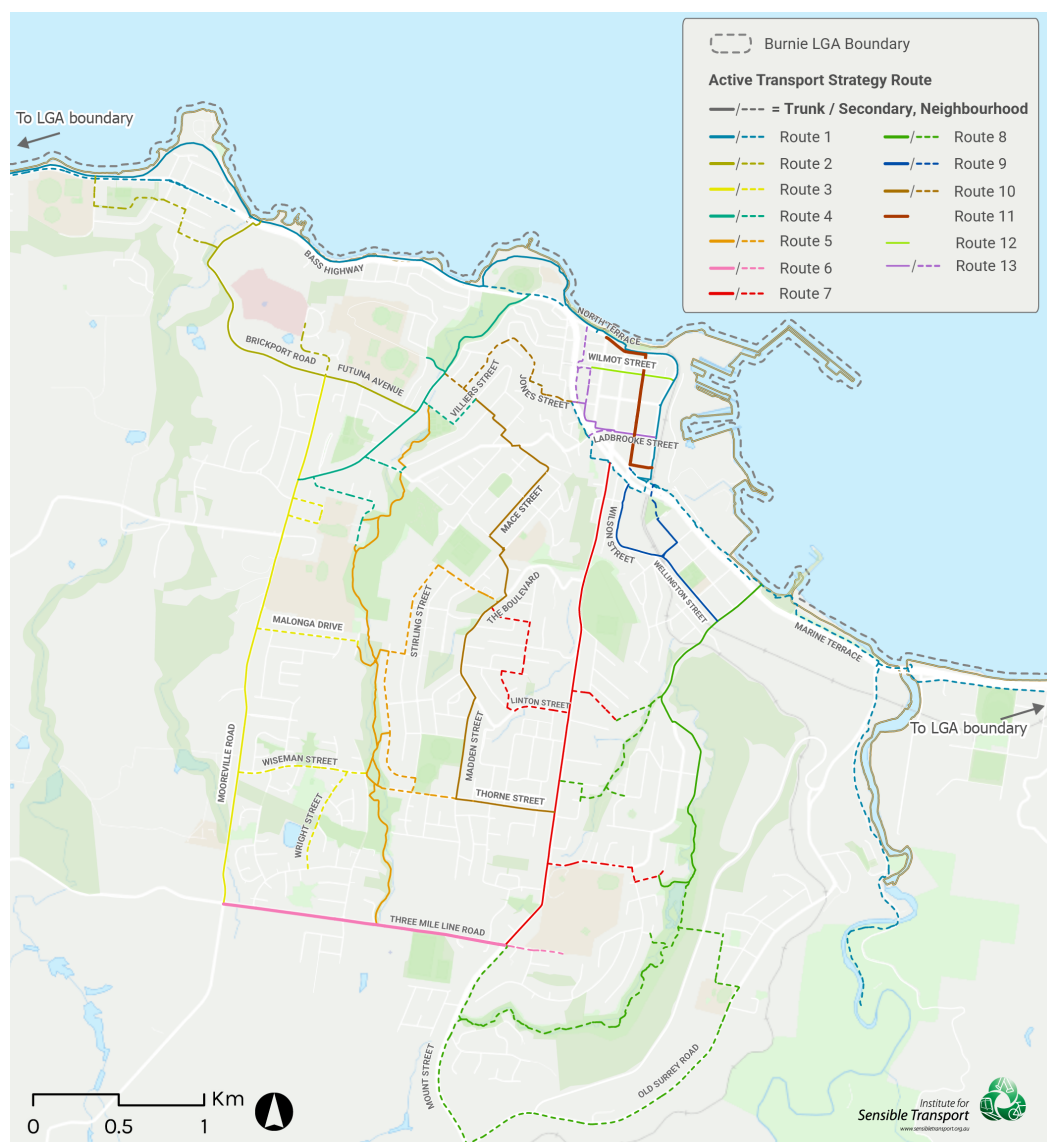 Burnie LGA Boundary
Active Transport Strategy Route
/ = Trunk / Secondary, Neighbourhood
/ Route 1
/ Route 2
/ Route 3
/ Route 4
/ Route 5
/ Route 6
/ Route 7
/ Route 8
/ Route 9
/ Route 10
Route 11
Route 12
/ Route 13
To LGA boundary
BASS HIGHWAY
NORTH TERRACE
BRICKPORT ROAD
FUTUNA AVENUE
VILLIERS STREET
JONES STREET
WILMOT STREET
LADBROOKE STREET
MACE STREET
WILSON STREET
WELLINGTON STREET
THE BOULEVARD
STIRLING STREET
MALONGA DRIVE
MARINE TERRACE
LINTON STREET
To LGA boundary
MADDEN STREET
MOOREVILLE ROAD
WISEMAN STREET
THORNE STREET
WRIGHT STREET
THREE MILE LINE ROAD
MOUNT STREET
OLD SURREY ROAD
Km
0 0.5 1
Institute for
Sensible Transport
www.sensibletransport.org.au